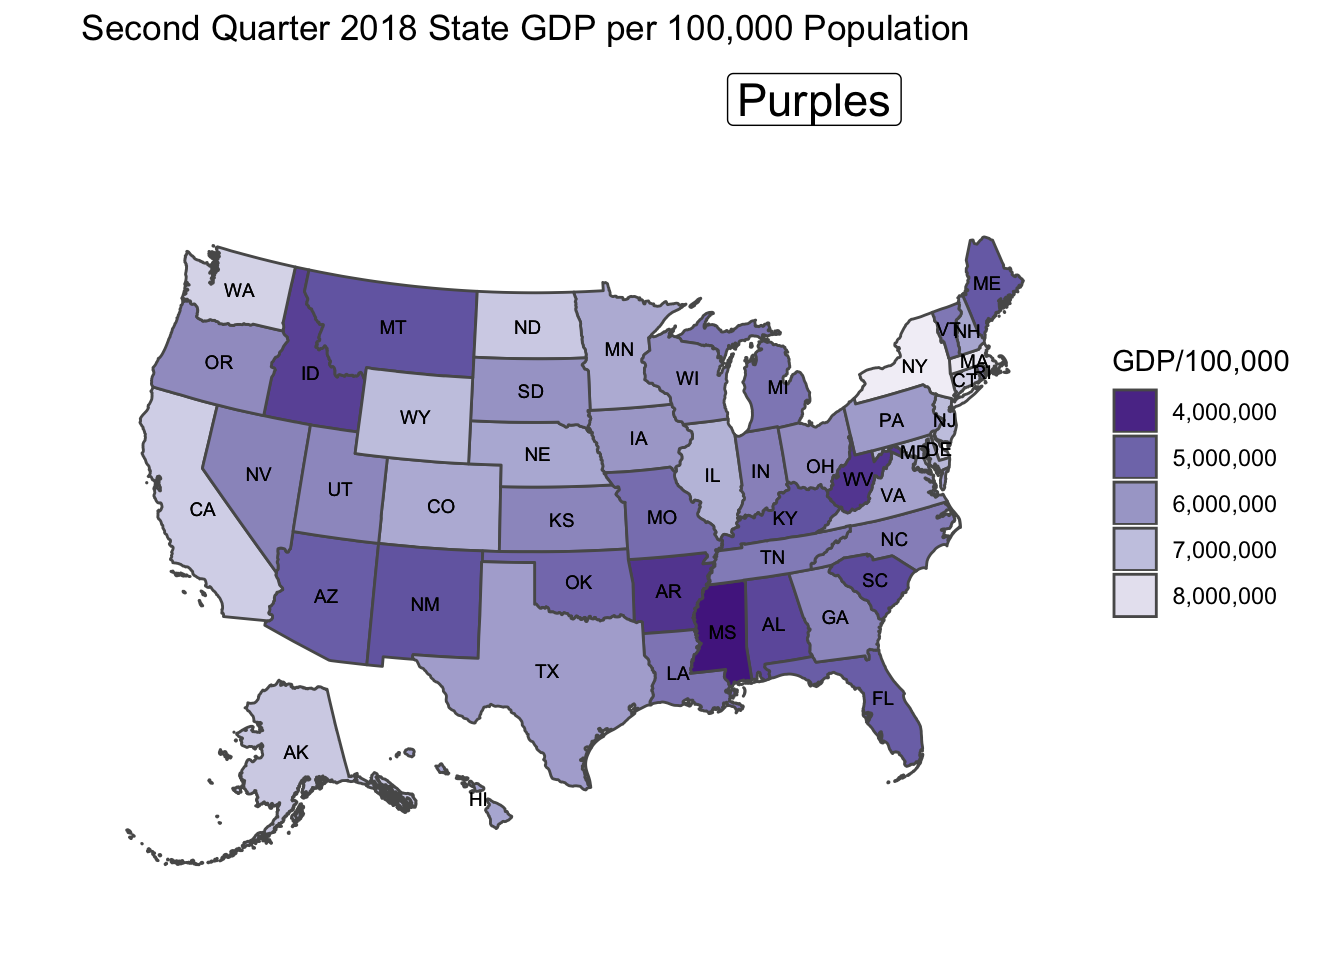 Second Quarter 2018 State GDP per 100,000 Population
Purples
WA
MT
ND
MN
ME
VT
NH
OR
ID
SD
WI
MI
NY
MA
RI
CT
WY
IA
PA
NJ
NE
NV
UT
CO
IL
IN
OH
MD
DE
WV
VA
CA
KS
MO
KY
NC
TN
AZ
NM
OK
AR
SC
MS
AL
GA
TX
LA
FL
AK
HI
GDP/100,000
4,000,000
5,000,000
6,000,000
7,000,000
8,000,000